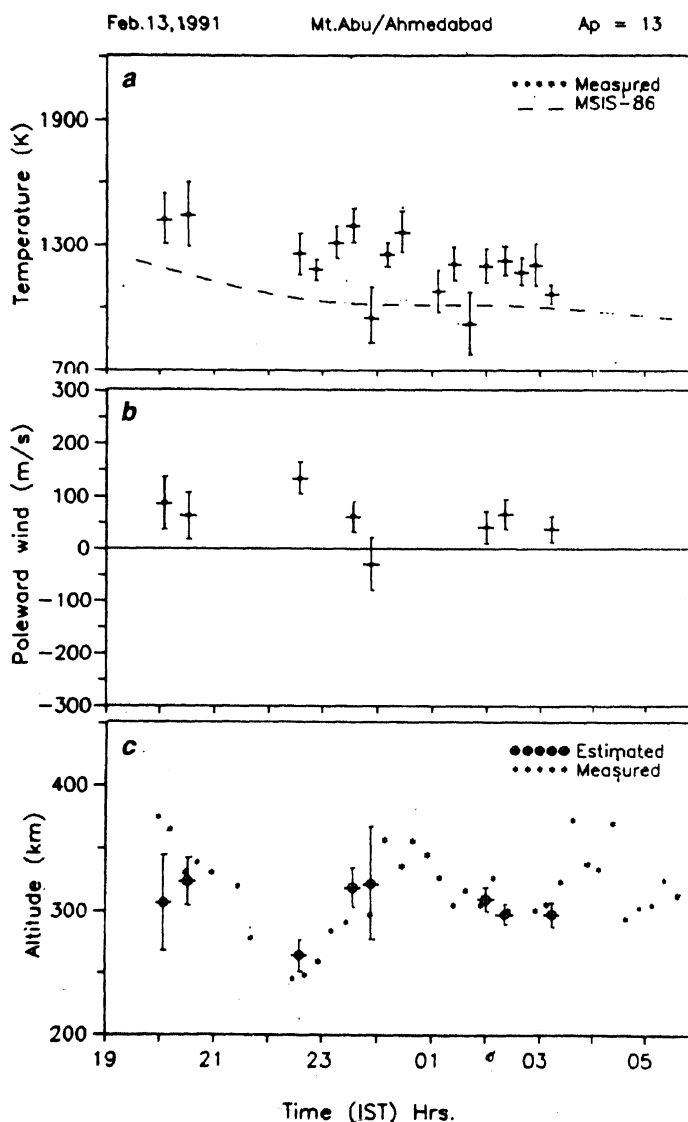 Feb.13,1991 Mt.Abu/Ahmedabad Ap = 13
a
Measured
MSIS-86
Temperature (K)
1900
1300
700
b
Poleward wind (m/s)
300
200
100
0
-100
-200
-300
c
Estimated
Measured
Altitude (km)
400
300
200
19 21 23 01 d 03 05
Time (IST) Hrs.